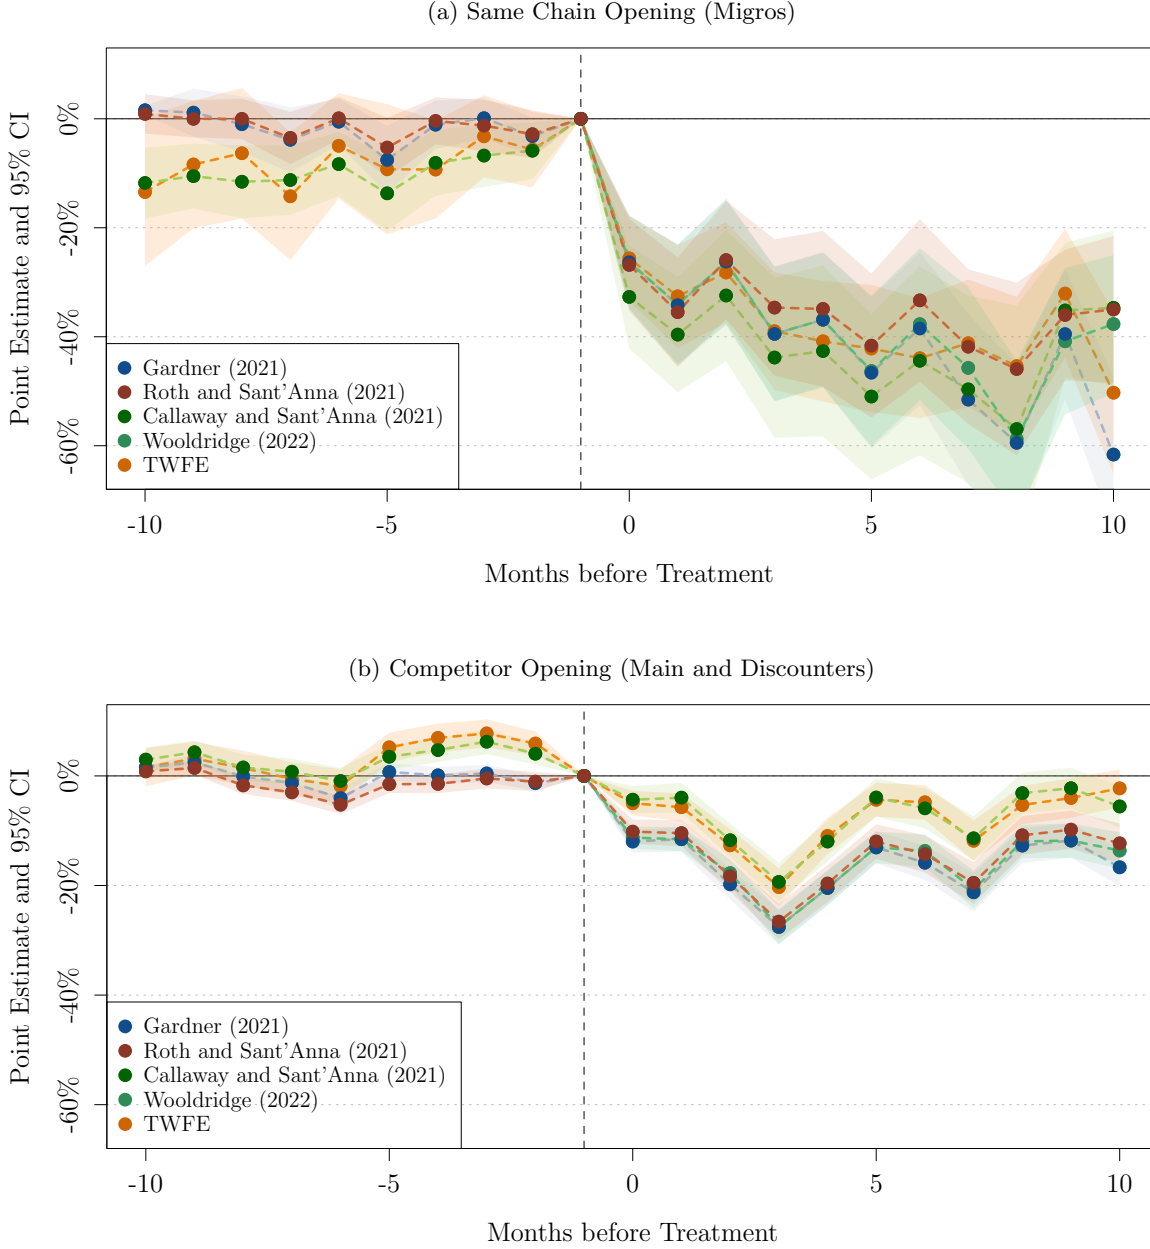 (a) Same Chain Opening (Migros)
Point Estimate and 95% CI
0%
-20%
-40%
-60%
Gardner (2021)
Roth and Sant'Anna (2021)
Callaway and Sant'Anna (2021)
Wooldridge (2022)
TWFE
-10 -5 0 5 10
Months before Treatment
(b) Competitor Opening (Main and Discounters)
Point Estimate and 95% CI
0%
-20%
-40%
-60%
Gardner (2021)
Roth and Sant'Anna (2021)
Callaway and Sant'Anna (2021)
Wooldridge (2022)
TWFE
-10 -5 0 5 10
Months before Treatment